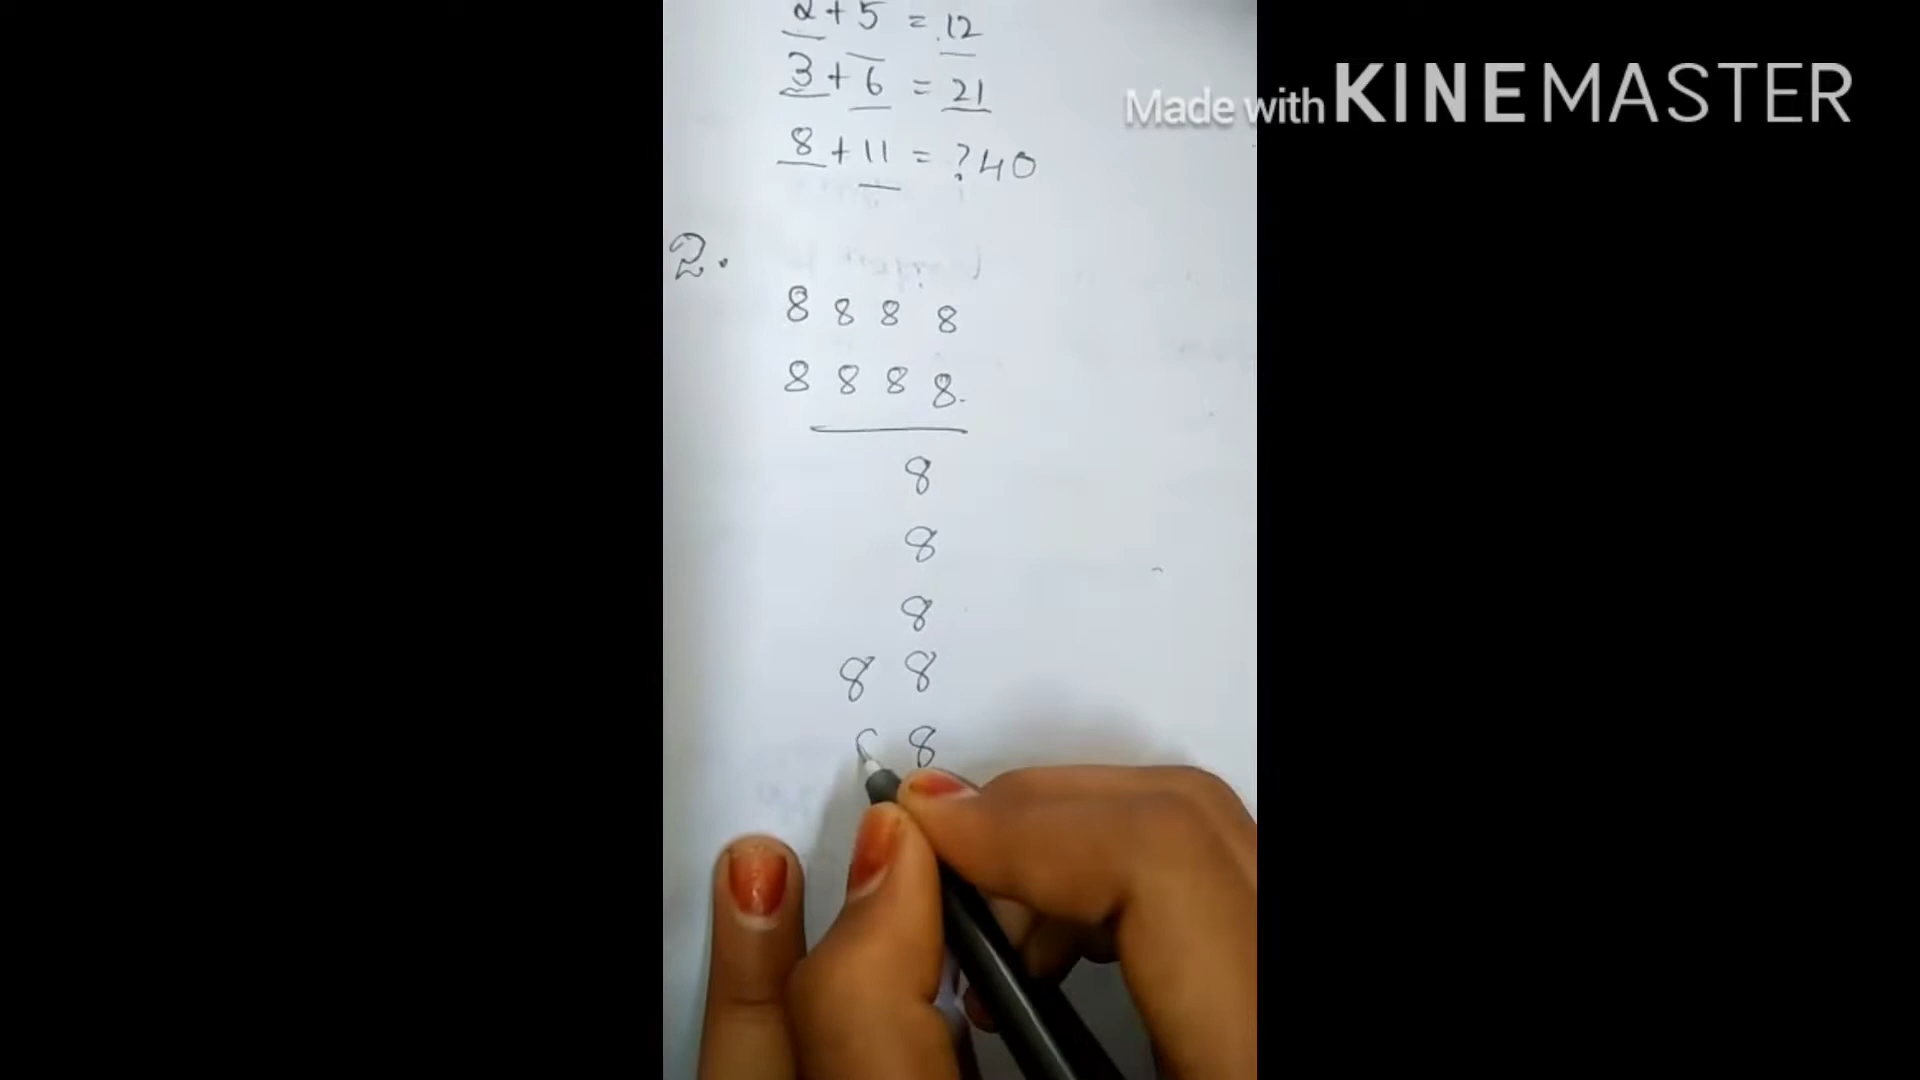 2+5 = 12
3+6 = 21
8+11 = ? 40
Made with KINEMASTER
2.
8 8 8 8
8 8 8 8
8
8
8
8 8
8